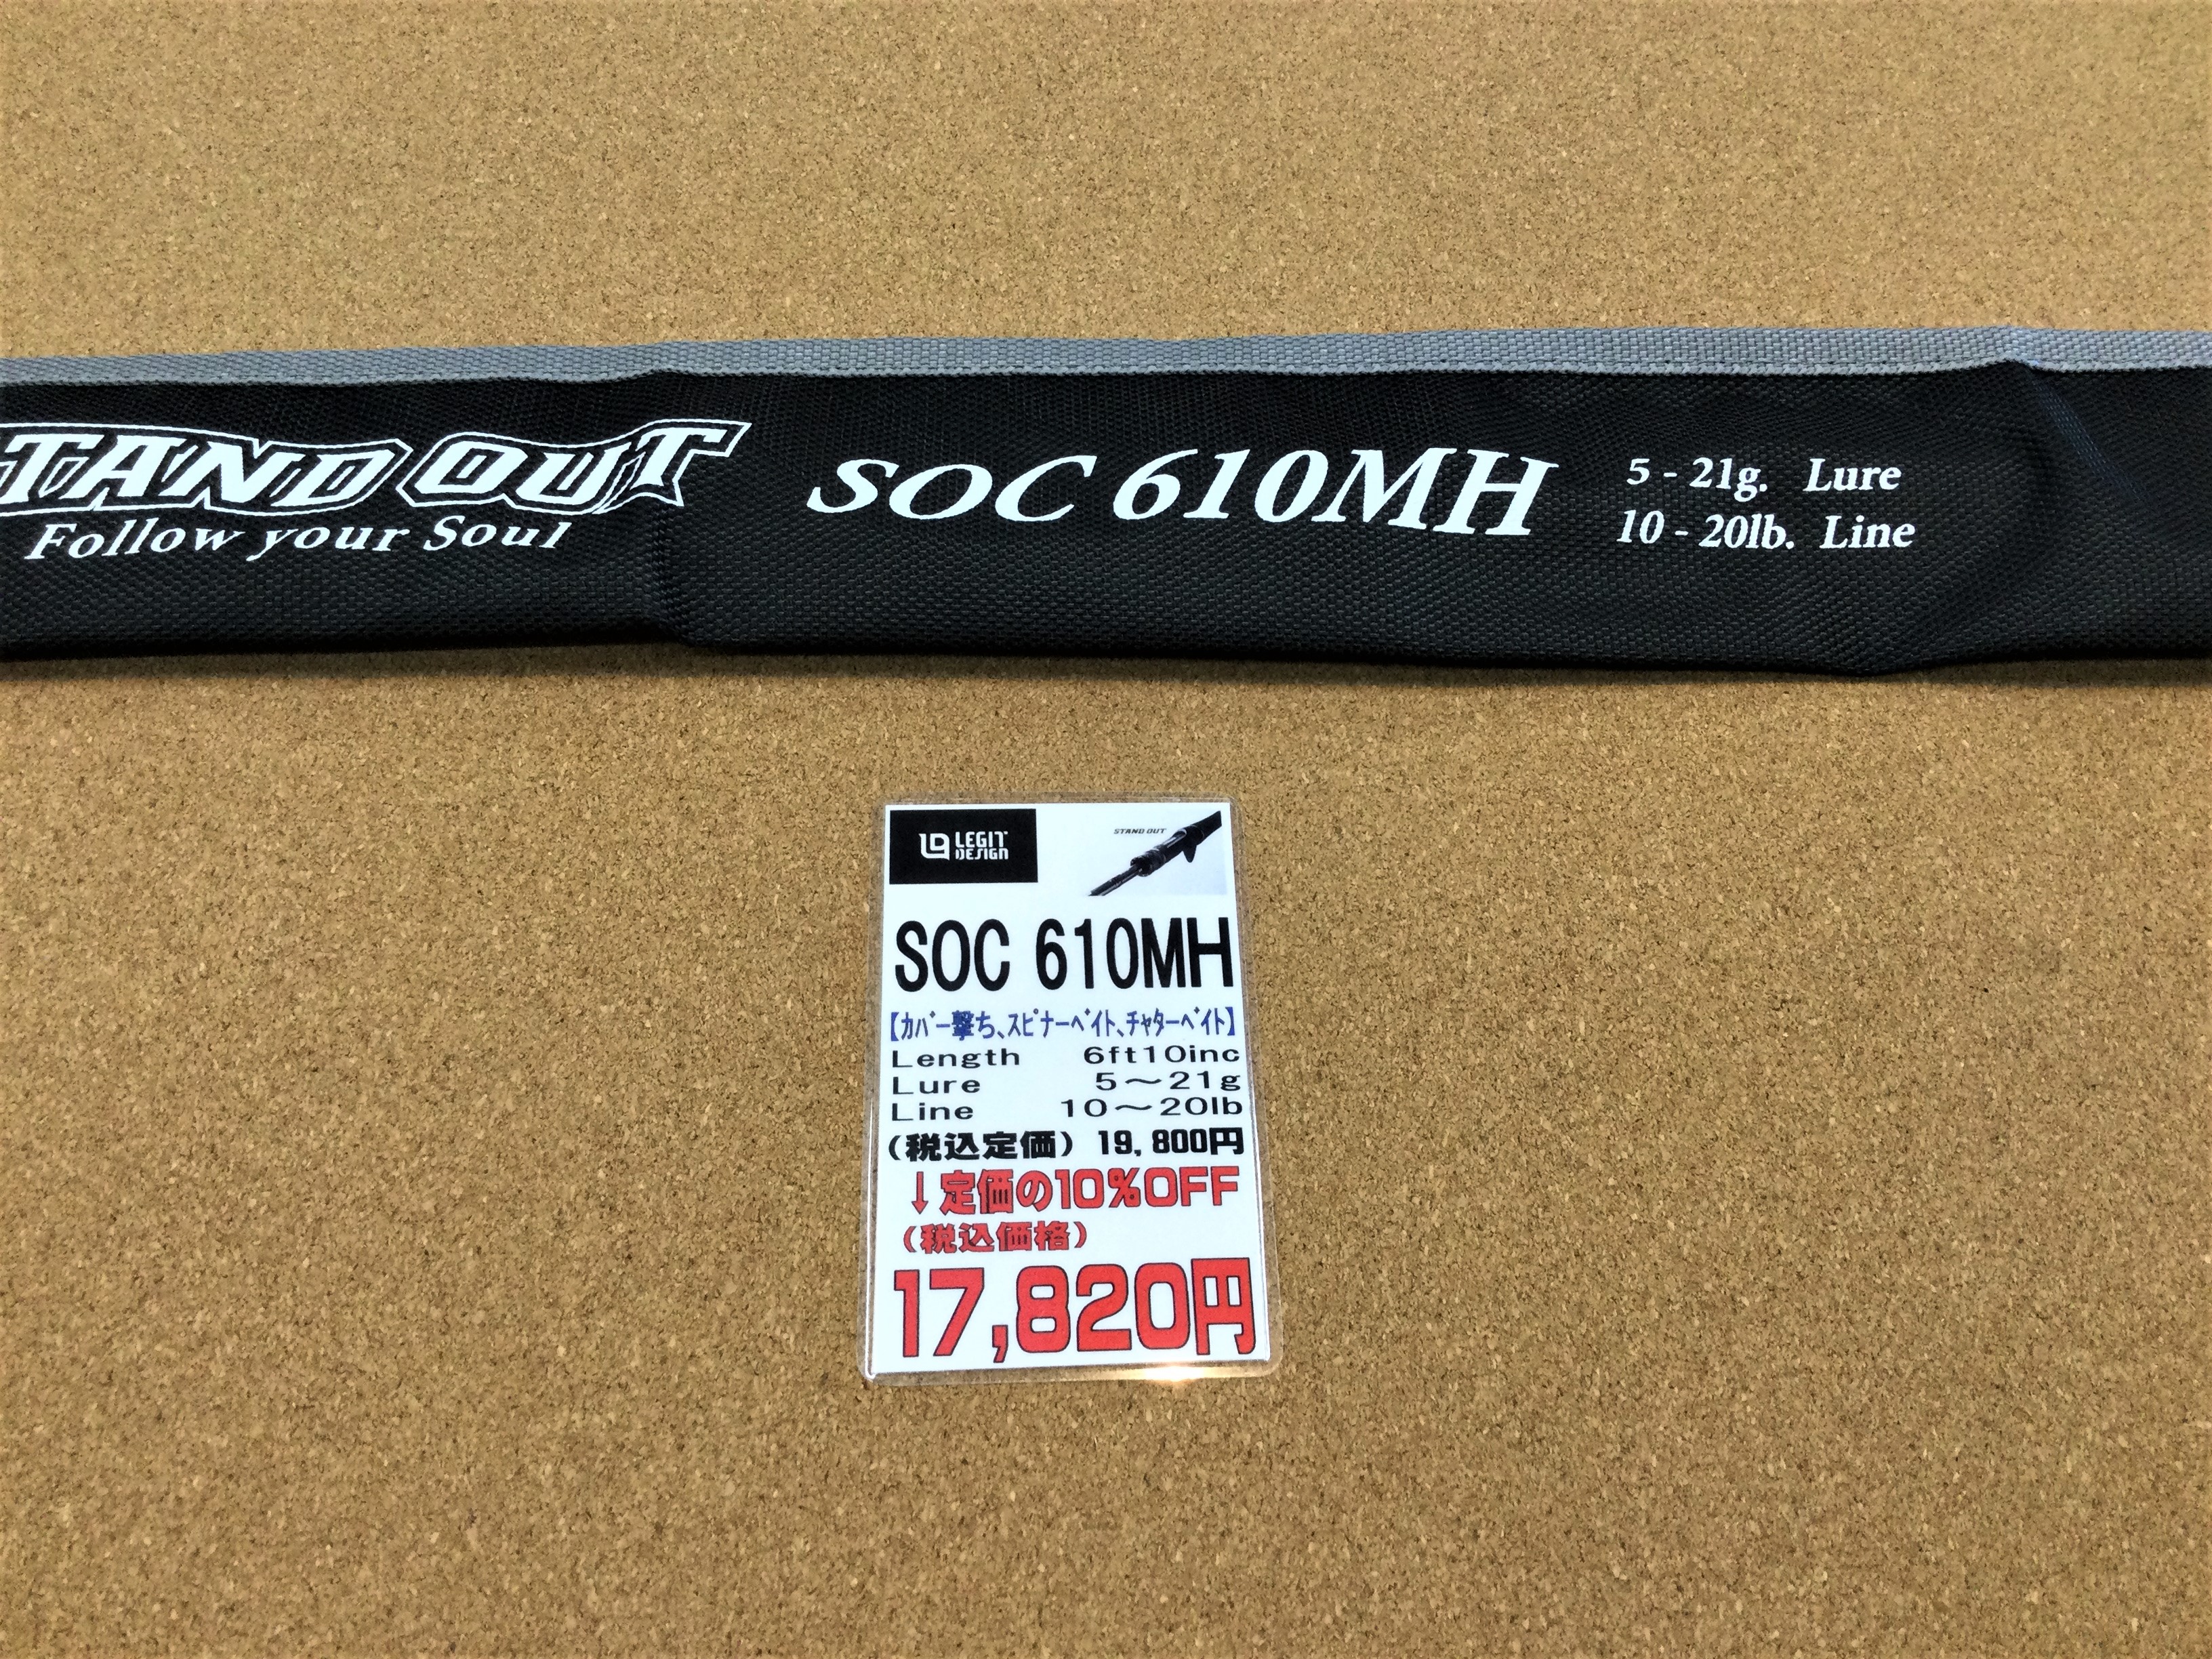 STAND OUT
Follow your Soul
SOC 610MH
5 - 21g. Lure
10 - 20lb. Line
LEGIT DESIGN
STAND OUT
SOC 610MH
【ｶﾊﾞｰ撃ち、ｽﾋﾟﾅｰﾍﾞｲﾄ、ﾁｬﾀｰﾍﾞｲﾄ】
Length 6ft10inc
Lure 5～21g
Line 10～20lb
(税込定価) 19,800円
↓定価の10%OFF
(税込価格)
17,820円